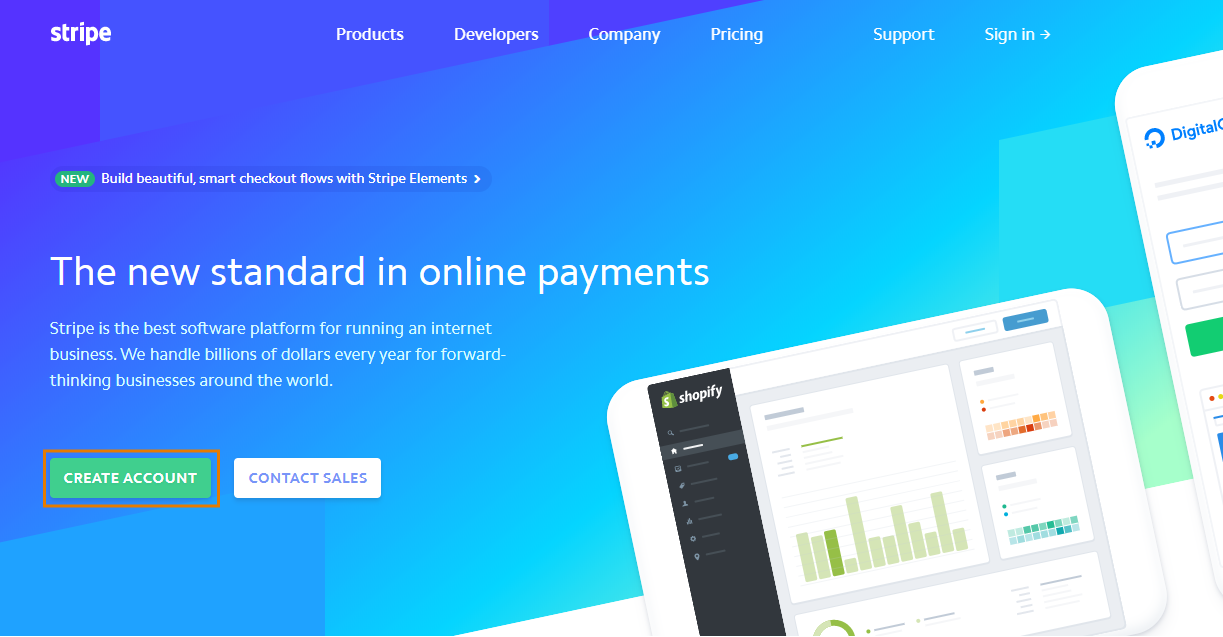 stripe
Products
Developers
Company
Pricing
Support
Sign in →
NEW Build beautiful, smart checkout flows with Stripe Elements >
The new standard in online payments
Stripe is the best software platform for running an internet
business. We handle billions of dollars every year for forward-
thinking businesses around the world.
CREATE ACCOUNT
CONTACT SALES
shopify